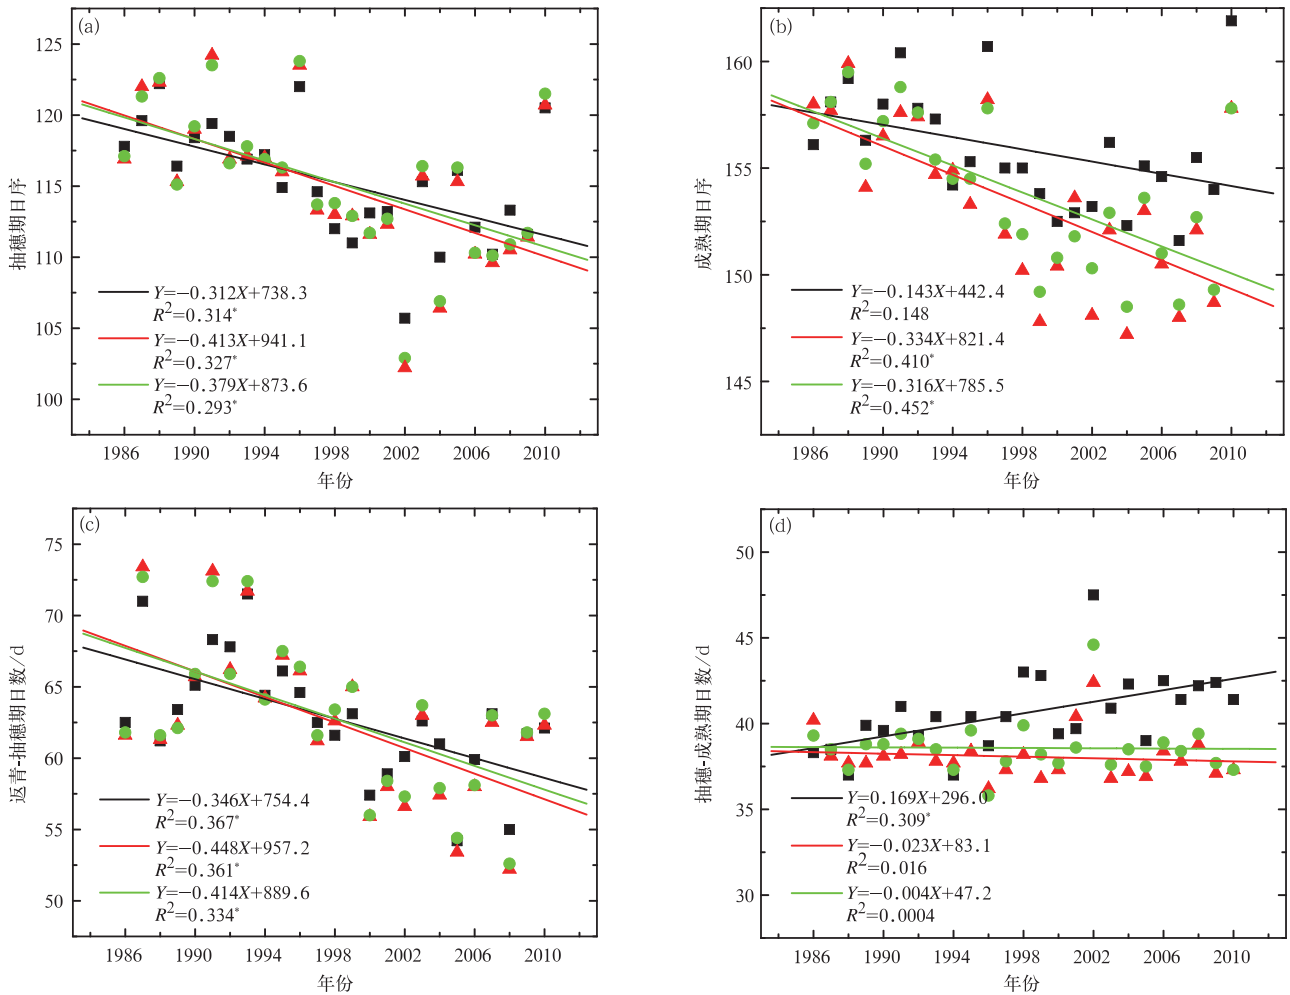 (a)
125
120
115
110
105
100
抽穗期日序
Y=−0.312X+738.3
R²=0.314*
Y=−0.413X+941.1
R²=0.327*
Y=−0.379X+873.6
R²=0.293*
1986 1990 1994 1998 2002 2006 2010
年份
(b)
160
155
150
145
成熟期日序
Y=−0.143X+442.4
R²=0.148
Y=−0.334X+821.4
R²=0.410*
Y=−0.316X+785.5
R²=0.452*
1986 1990 1994 1998 2002 2006 2010
年份
(c)
75
70
65
60
55
50
返青-抽穗期日数/d
Y=−0.346X+754.4
R²=0.367*
Y=−0.448X+957.2
R²=0.361*
Y=−0.414X+889.6
R²=0.334*
1986 1990 1994 1998 2002 2006 2010
年份
(d)
50
45
40
35
30
抽穗-成熟期日数/d
Y=0.169X+296.0
R²=0.309*
Y=−0.023X+83.1
R²=0.016
Y=−0.004X+47.2
R²=0.0004
1986 1990 1994 1998 2002 2006 2010
年份